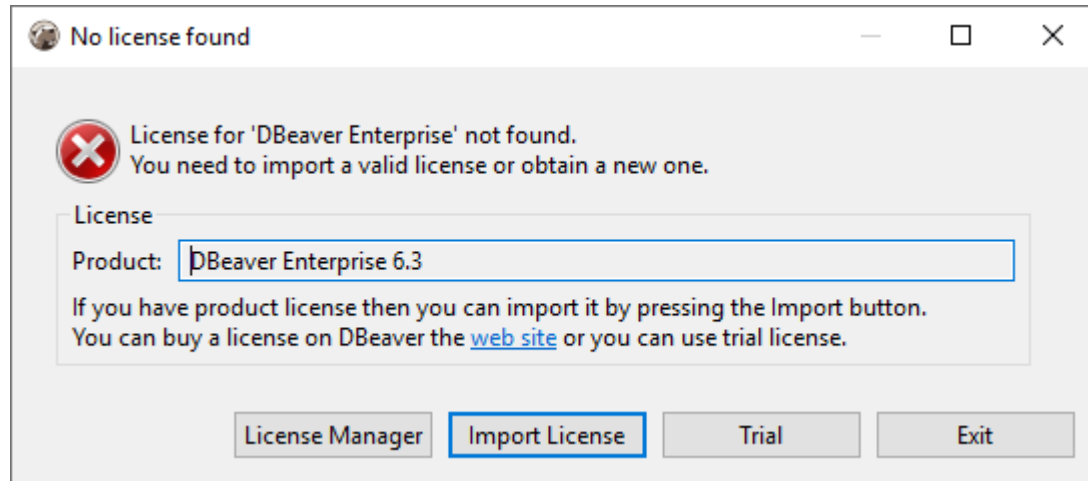 No license found
License for 'DBeaver Enterprise' not found.
You need to import a valid license or obtain a new one.
License
Product: DBeaver Enterprise 6.3
If you have product license then you can import it by pressing the Import button.
You can buy a license on DBeaver the web site or you can use trial license.
License Manager Import License Trial Exit